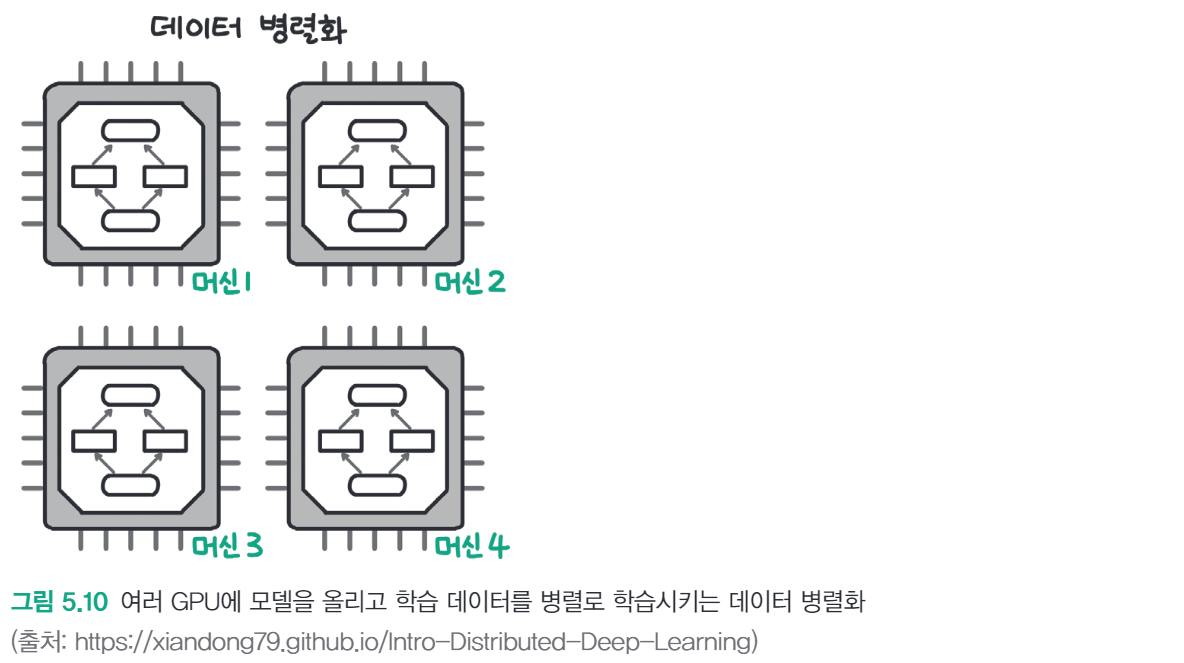 데이터 병렬화
머신1
머신2
머신3
머신4
그림 5.10 여러 GPU에 모델을 올리고 학습 데이터를 병렬로 학습시키는 데이터 병렬화
(출처: https://xiandong79.github.io/Intro-Distributed-Deep-Learning)